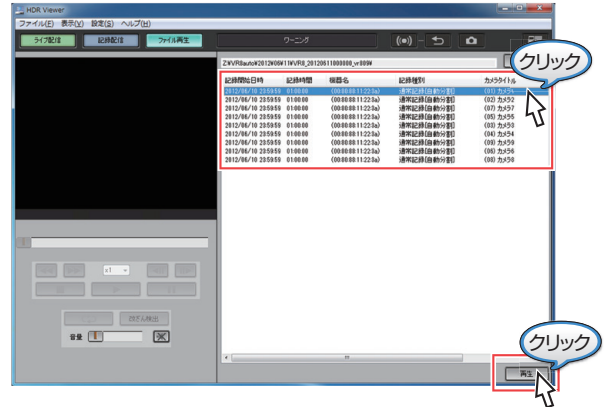 HDR Viewer
ファイル(F) 表示(V) 設定(S) ヘルプ(H)
ライブ配信 記録配信 ファイル再生 ワーニング
クリック
記録開始日時 記録時間 機器名 記録種別 カメラタイトル
2012/06/10 23:59:59 01:00:00 (00:80:88:11:22:3a) 通常記録[自動分割] (01) カメラ1
2012/06/10 23:59:59 01:00:00 (00:80:88:11:22:3a) 通常記録[自動分割] (02) カメラ2
2012/06/10 23:59:59 01:00:00 (00:80:88:11:22:3a) 通常記録[自動分割] (07) カメラ7
2012/06/10 23:59:59 01:00:00 (00:80:88:11:22:3a) 通常記録[自動分割] (05) カメラ5
2012/06/10 23:59:59 01:00:00 (00:80:88:11:22:3a) 通常記録[自動分割] (03) カメラ3
2012/06/10 23:59:59 01:00:00 (00:80:88:11:22:3a) 通常記録[自動分割] (04) カメラ4
2012/06/10 23:59:59 01:00:00 (00:80:88:11:22:3a) 通常記録[自動分割] (09) カメラ9
2012/06/10 23:59:59 01:00:00 (00:80:88:11:22:3a) 通常記録[自動分割] (06) カメラ6
2012/06/10 23:59:59 01:00:00 (00:80:88:11:22:3a) 通常記録[自動分割] (08) カメラ8
x1
改ざん検出
音量
クリック
再生